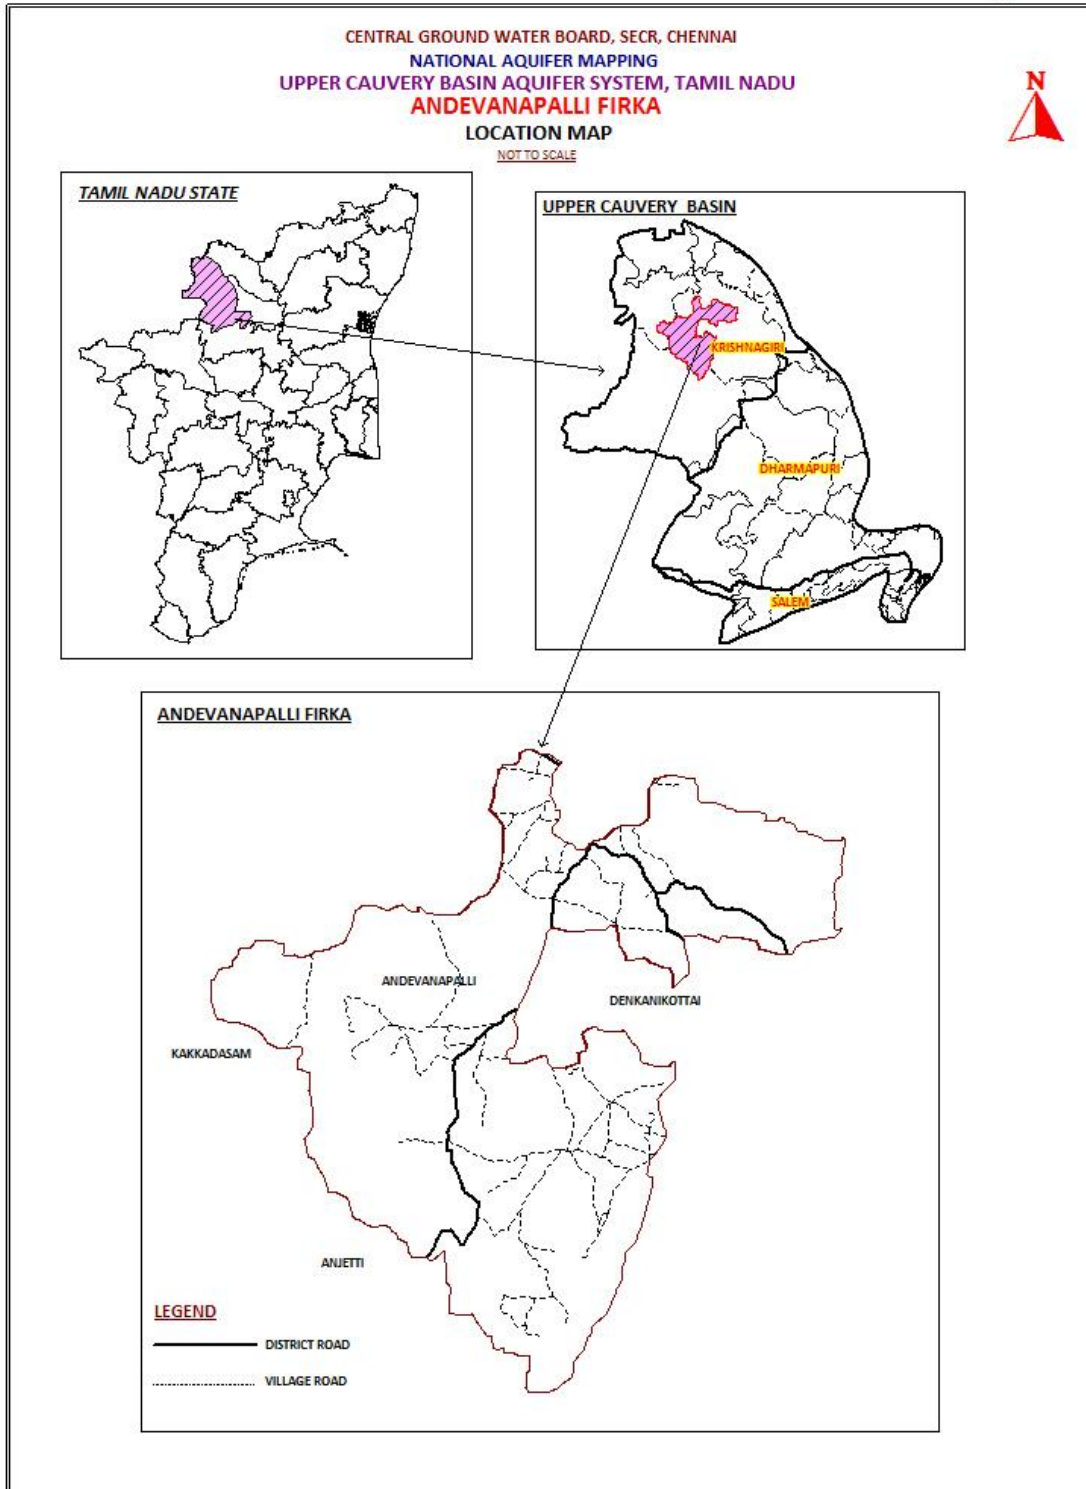 CENTRAL GROUND WATER BOARD, SECR, CHENNAI
NATIONAL AQUIFER MAPPING
UPPER CAUVERY BASIN AQUIFER SYSTEM, TAMIL NADU
ANDEVANAPALLI FIRKA
LOCATION MAP
NOT TO SCALE
N
TAMIL NADU STATE
UPPER CAUVERY BASIN
KRISHNAGIRI
DHARMAPURI
SALEM
ANDEVANAPALLI FIRKA
ANDEVANAPALLI
DENKANIKOTTAI
KAKKADASAM
ANJETTI
LEGEND
DISTRICT ROAD
VILLAGE ROAD